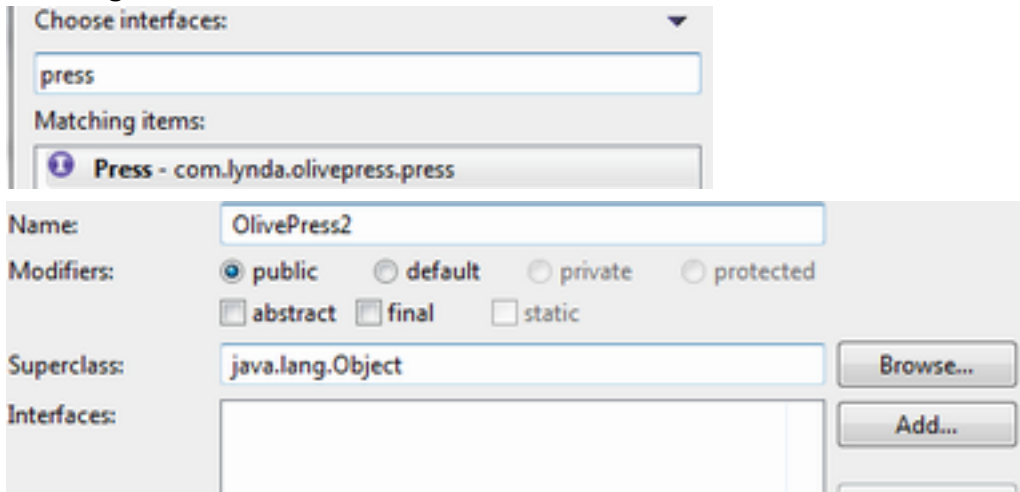 Choose interfaces:
press
Matching items:
Press - com.lynda.olivepress.press
Name: OlivePress2
Modifiers: public default private protected
abstract final static
Superclass: java.lang.Object Browse...
Interfaces: Add...